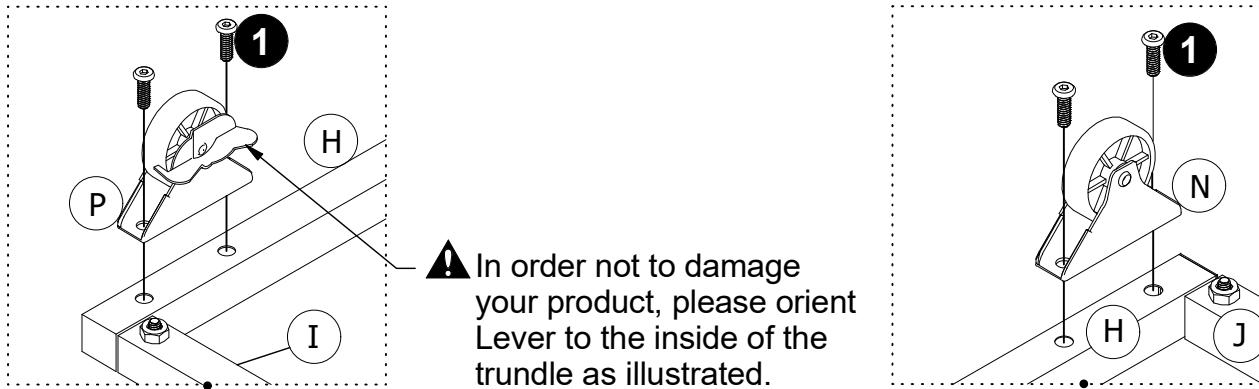 1
H
P
I
In order not to damage
your product, please orient
Lever to the inside of the
trundle as illustrated.
1
N
H
J